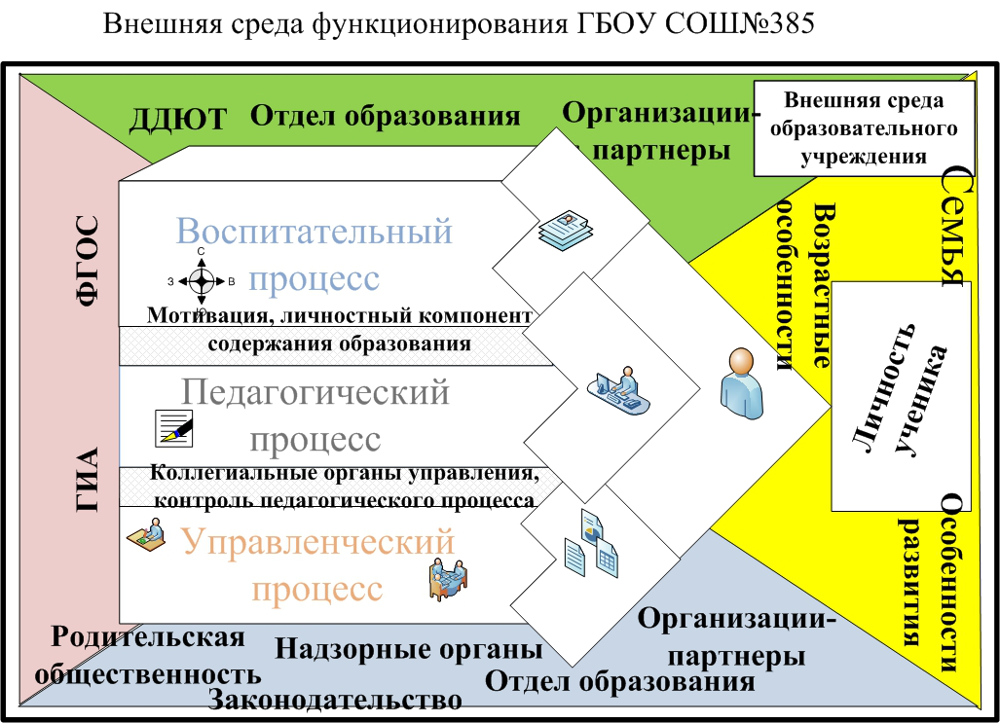 Внешняя среда функционирования ГБОУ СОШ№385
ДДЮТ
Отдел образования
Организации-
партнеры
Внешняя среда
образовательного
учреждения
ФГОС
ГИА
Воспитательный
процесс
С
З
В
Ю
Мотивация, личностный компонент
содержания образования
Педагогический
процесс
Коллегиальные органы управления,
контроль педагогического процесса
Управленческий
процесс
Семья
Возрастные
особенности
Личность
ученика
Особенности
развития
Родительская
общественность
Надзорные органы
Законодательство
Организации-
партнеры
Отдел образования